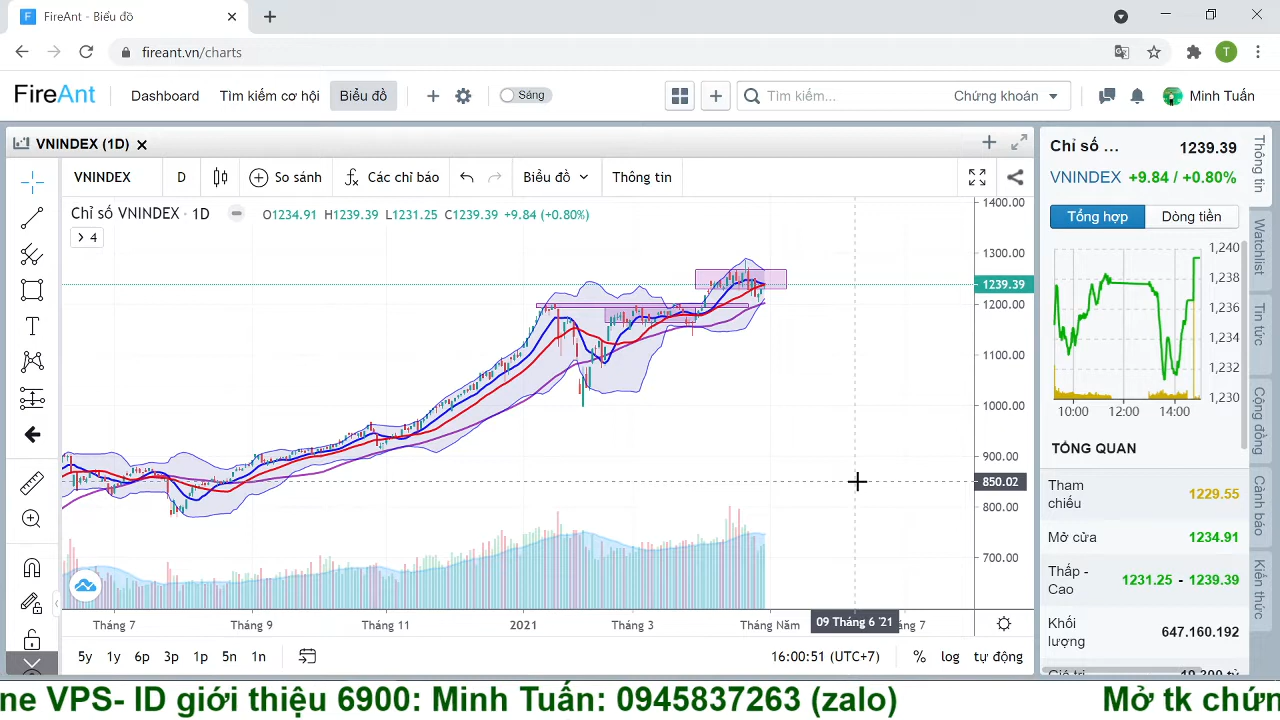 FireAnt - Biểu đồ
fireant.vn/charts
T
FireAnt
Dashboard
Tìm kiếm cơ hội
Biểu đồ
Sáng
Tìm kiếm...
Chứng khoán
Minh Tuấn
VNINDEX (1D)
VNINDEX
D
So sánh
Các chỉ báo
Biểu đồ
Thông tin
Chỉ số VNINDEX · 1D
O1234.91 H1239.39 L1231.25 C1239.39 +9.84 (+0.80%)
4
1400.00
1300.00
1239.39
1200.00
1100.00
1000.00
900.00
850.02
800.00
700.00
Tháng 7
Tháng 9
Tháng 11
2021
Tháng 3
Tháng Năm
09 Tháng 6 '21
5y 1y 6p 3p 1p 5n 1n
16:00:51 (UTC+7)
% log tự động
Chỉ số ... 1239.39
VNINDEX +9.84 / +0.80%
Tổng hợp
Dòng tiền
1,240
1,238
1,236
1,234
1,232
1,230
10:00 12:00 14:00
TỔNG QUAN
Tham chiếu 1229.55
Mở cửa 1234.91
Thấp - Cao 1231.25 - 1239.39
Khối lượng 647.160.192
Thông tin
Watchlist
Tin tức
Cộng đồng
Cảnh báo
Kiến thức
ne VPS- ID giới thiệu 6900: Minh Tuấn: 0945837263 (zalo)
Mở tk chứn